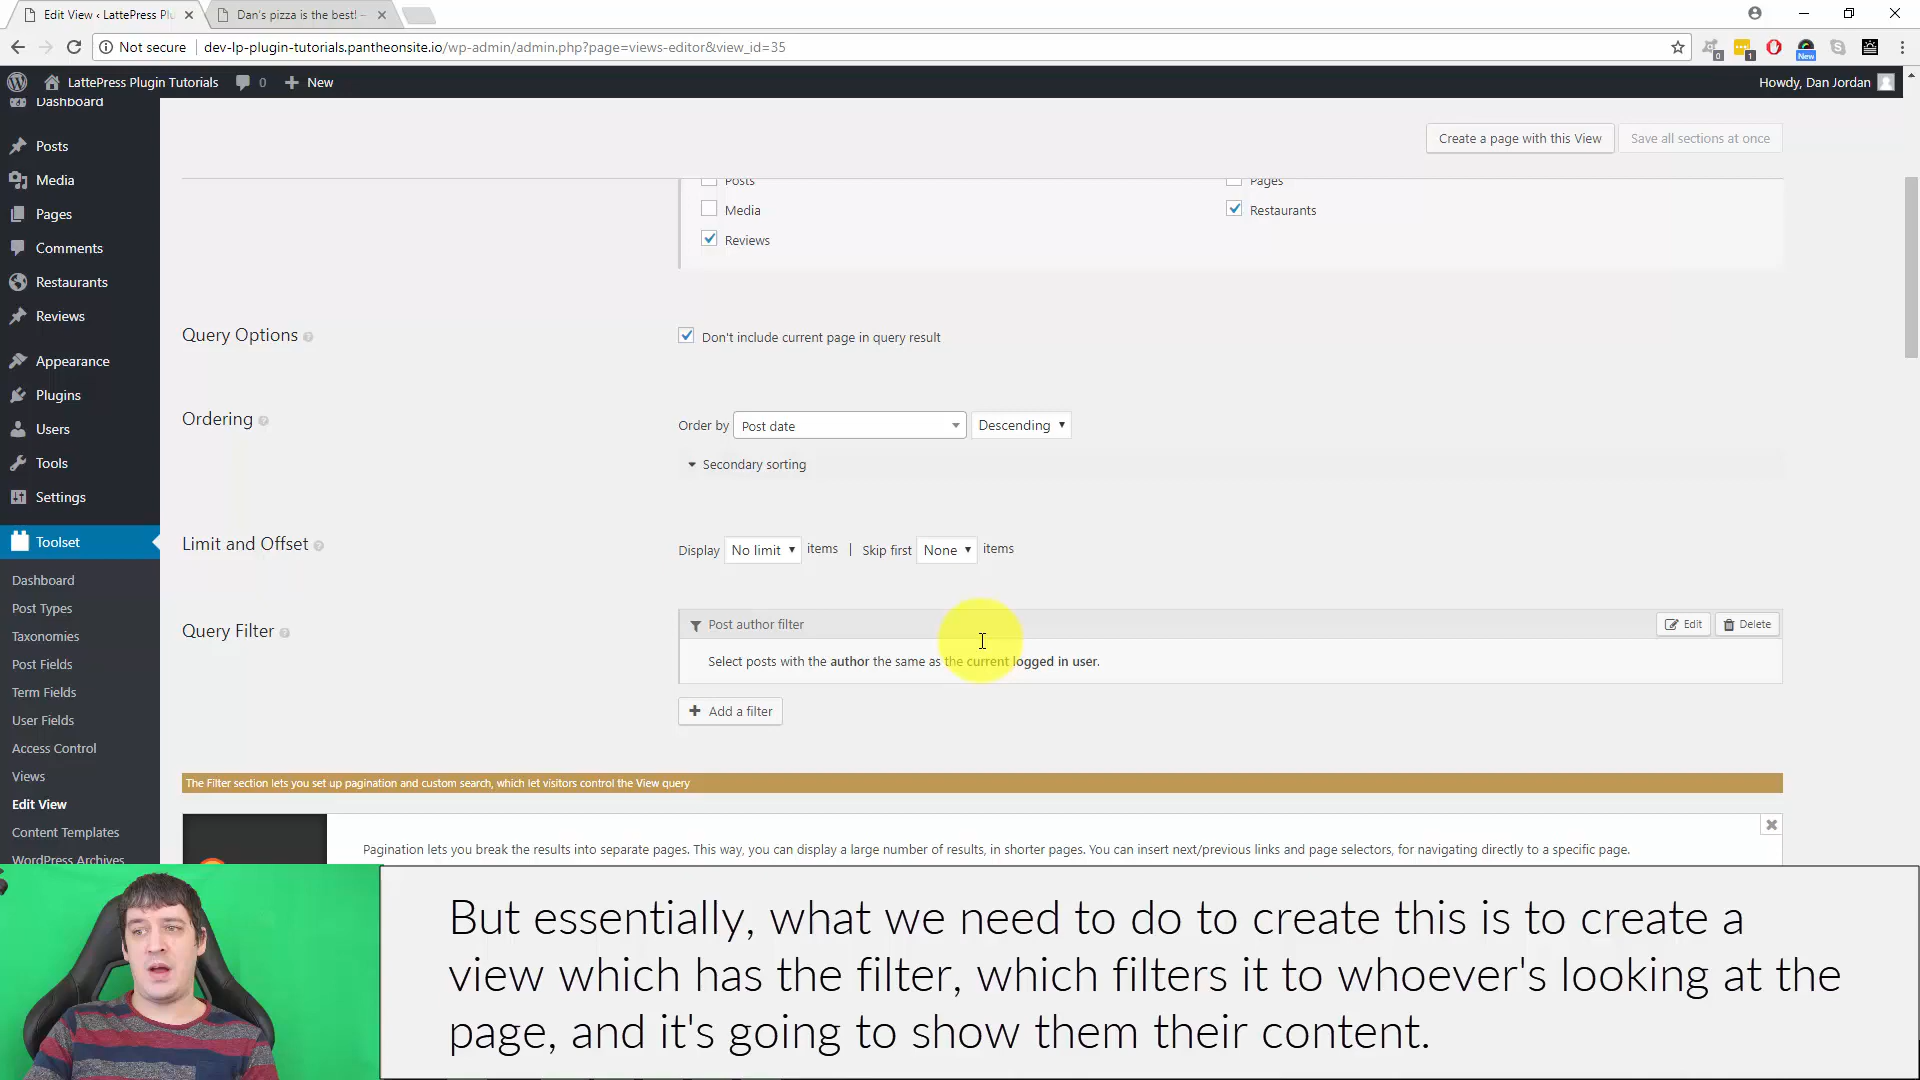 Edit View ‹ LattePress Plu
Dan's pizza is the best! –
Not secure
dev-lp-plugin-tutorials.pantheonsite.io/wp-admin/admin.php?page=views-editor&view_id=35
0
1
New
LattePress Plugin Tutorials
0
New
Howdy, Dan Jordan
Dashboard
Posts
Media
Pages
Comments
Restaurants
Reviews
Appearance
Plugins
Users
Tools
Settings
Toolset
Dashboard
Post Types
Taxonomies
Post Fields
Term Fields
User Fields
Access Control
Views
Edit View
Content Templates
WordPress Archives
Create a page with this View
Save all sections at once
Posts
Pages
Media
Restaurants
Reviews
Query Options
Don't include current page in query result
Ordering
Order by Post date Descending
Secondary sorting
Limit and Offset
Display No limit items | Skip first None items
Query Filter
Post author filter
Edit
Delete
Select posts with the author the same as the current logged in user.
Add a filter
The Filter section lets you set up pagination and custom search, which let visitors control the View query
Pagination lets you break the results into separate pages. This way, you can display a large number of results, in shorter pages. You can insert next/previous links and page selectors, for navigating directly to a specific page.
But essentially, what we need to do to create this is to create a
view which has the filter, which filters it to whoever's looking at the
page, and it's going to show them their content.